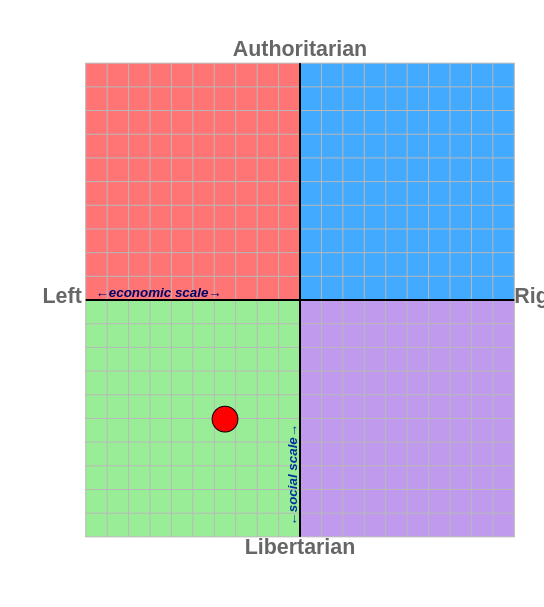 Authoritarian
Left
←economic scale→
Rig
←social scale→
Libertarian